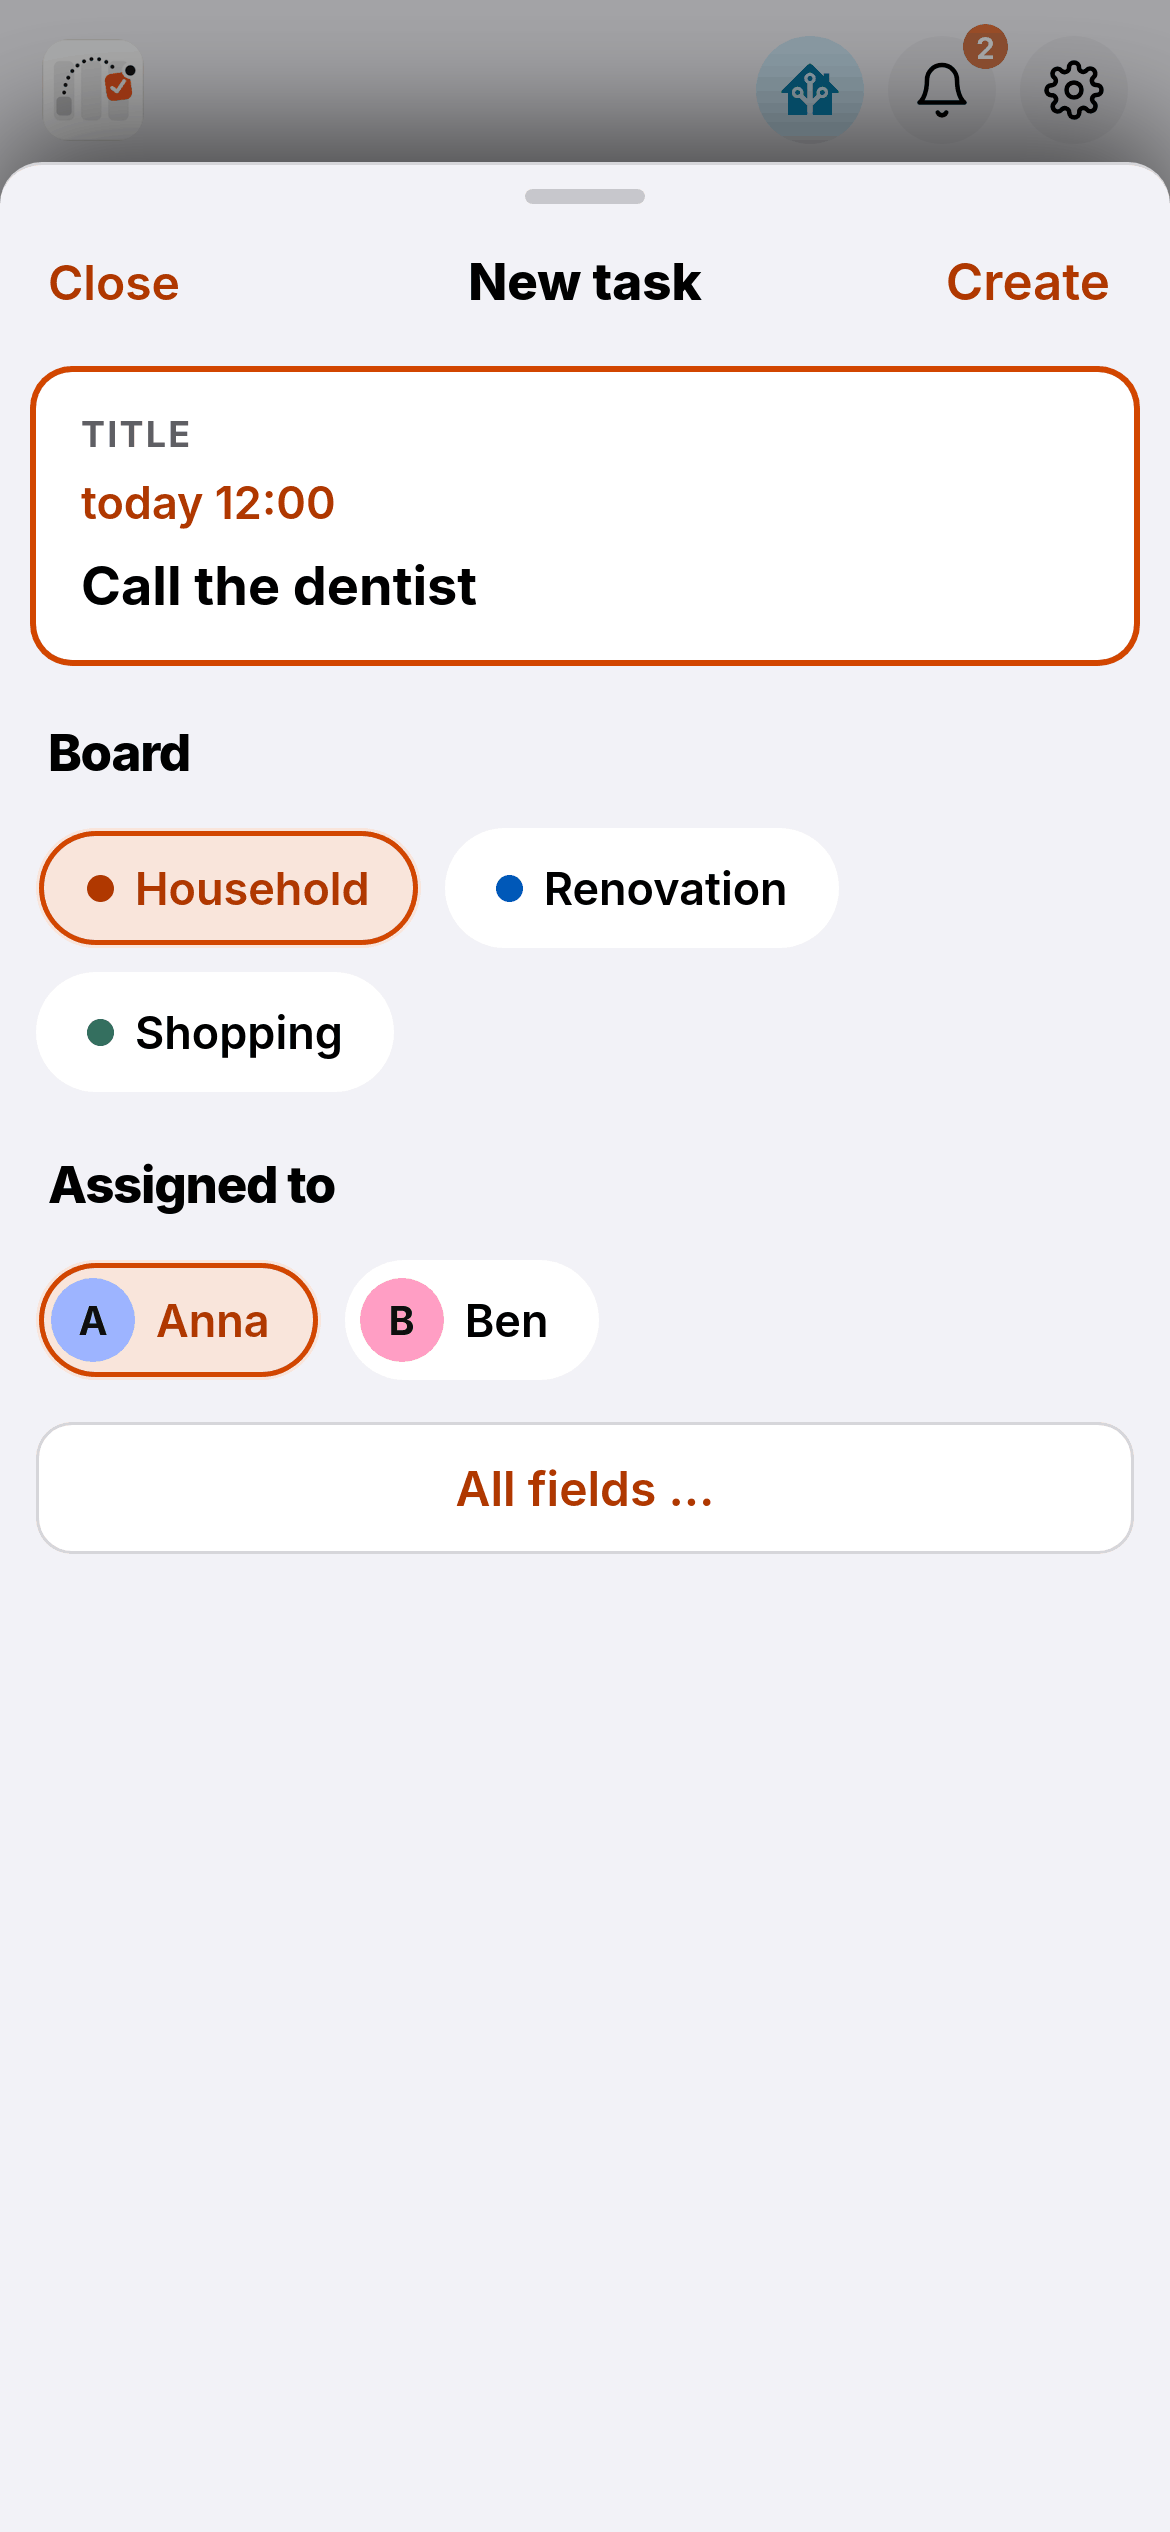 2
Close
New task
Create
TITLE
today 12:00
Call the dentist
Board
Household
Renovation
Shopping
Assigned to
A
Anna
B
Ben
All fields ...